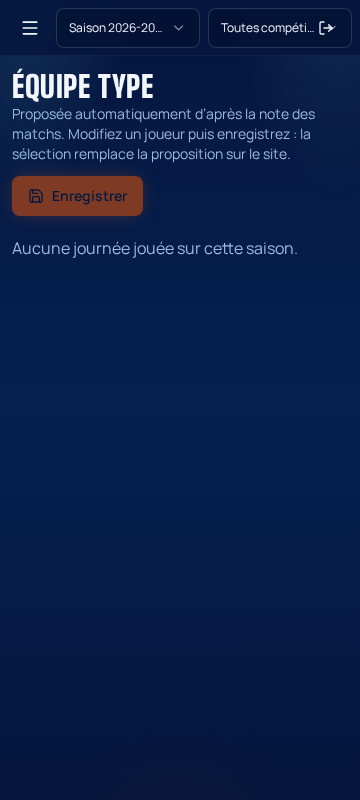 Saison 2026-20...
Toutes compéti...
ÉQUIPE TYPE
Proposée automatiquement d'après la note des
matchs. Modifiez un joueur puis enregistrez : la
sélection remplace la proposition sur le site.
Enregistrer
Aucune journée jouée sur cette saison.